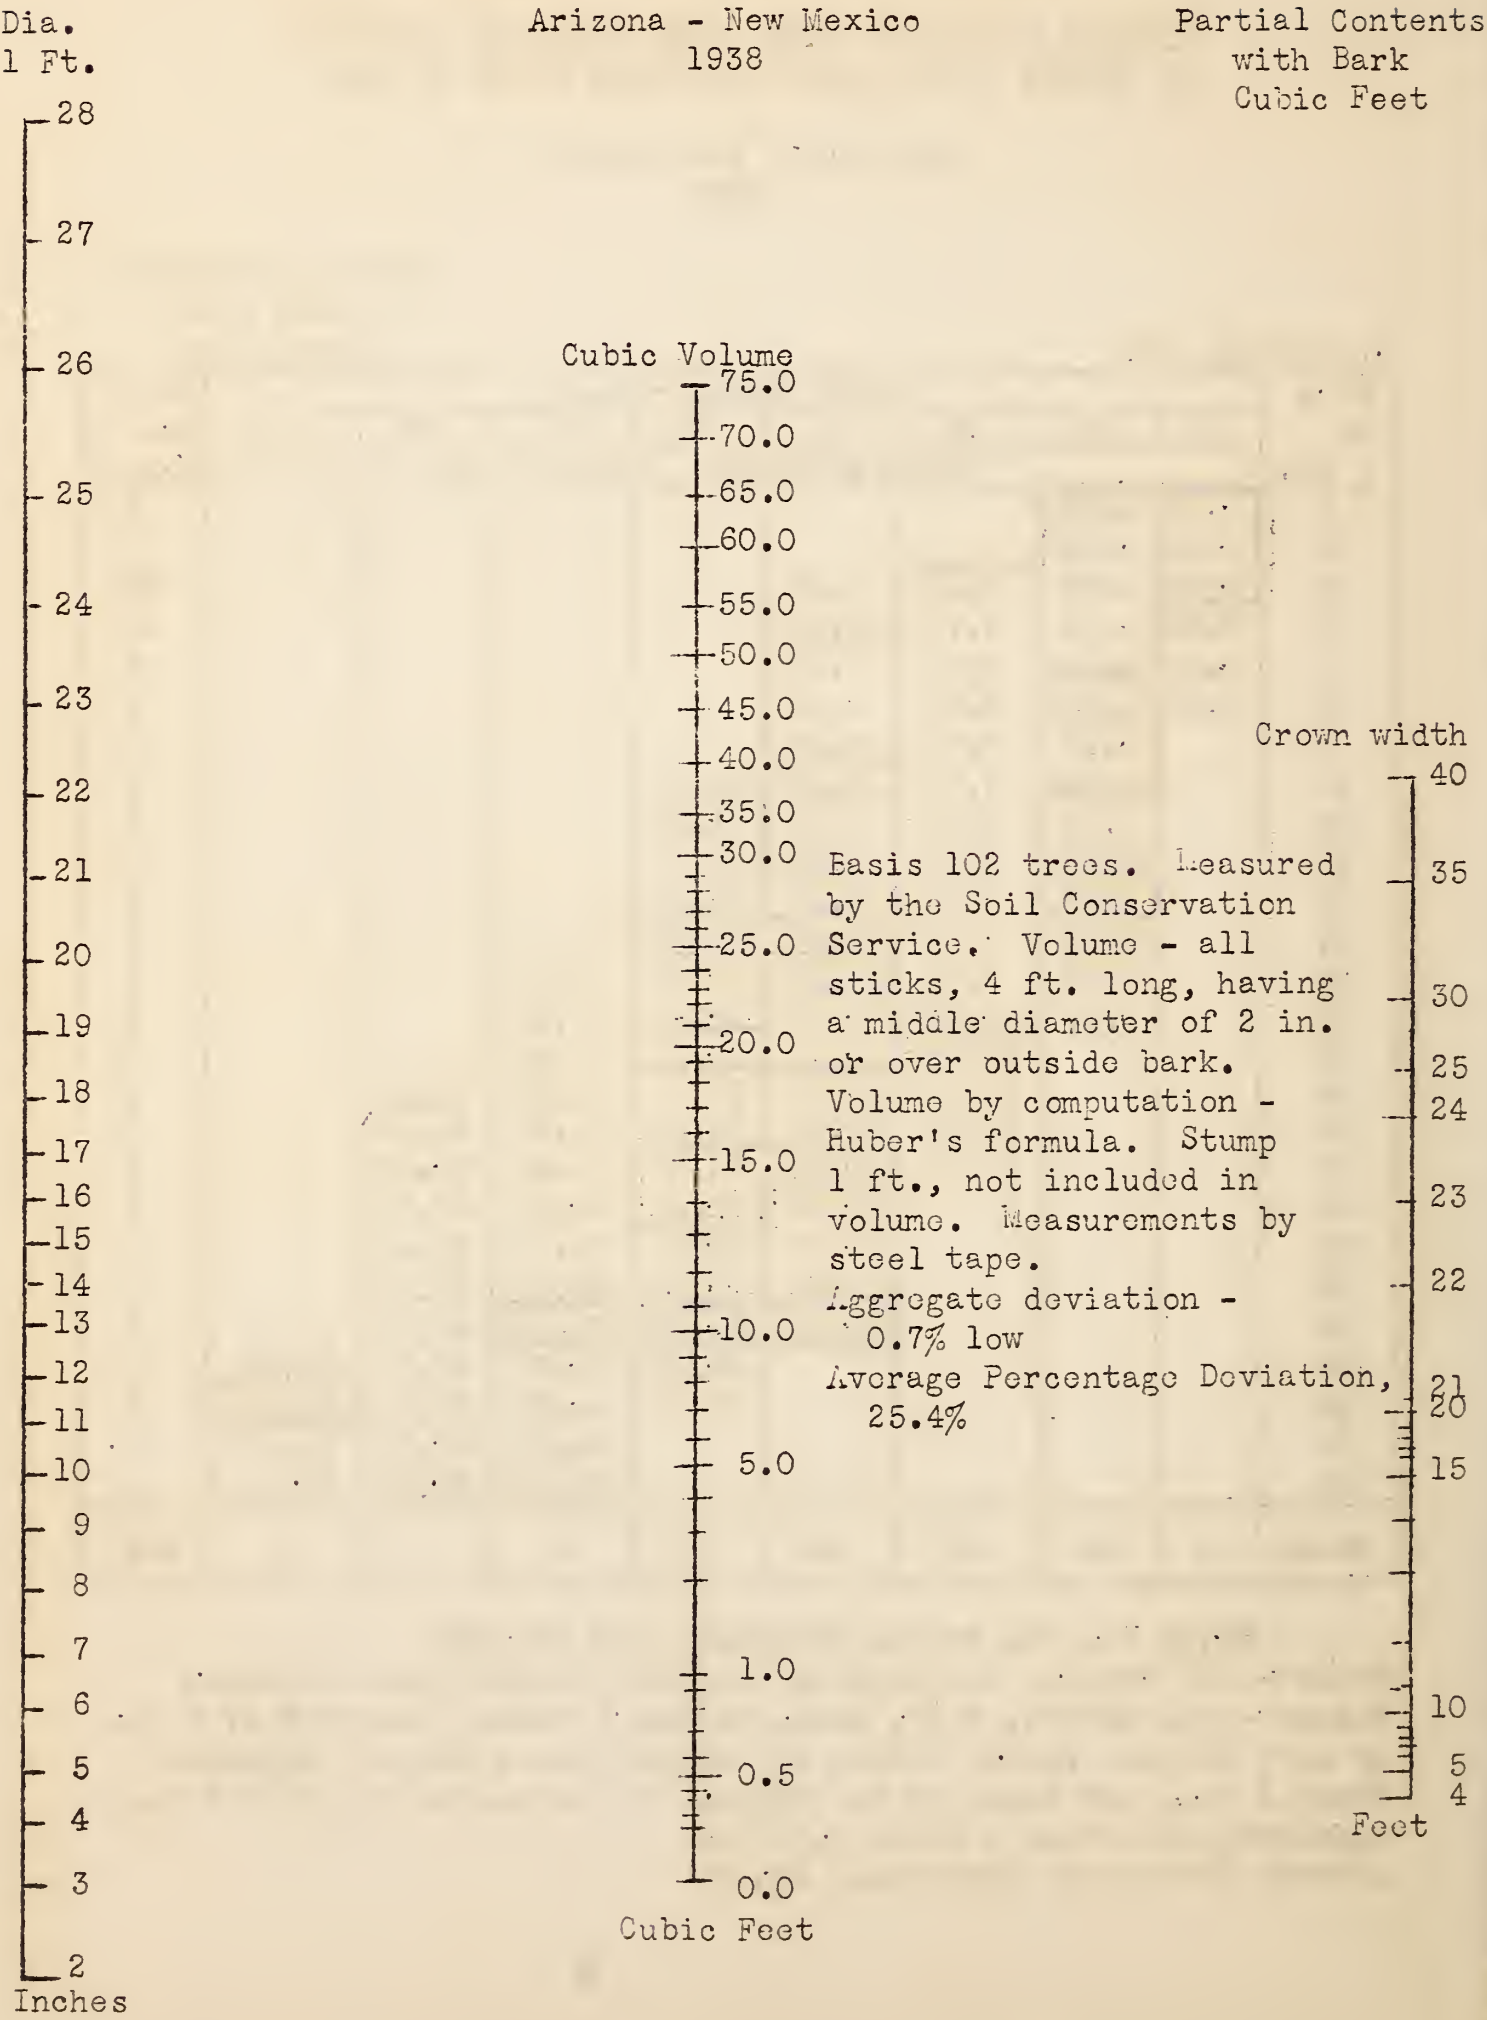 Dia.
1 Ft.
Arizona - New Mexico
1938
Partial Contents
with Bark
Cubic Feet
28
27
26
25
24
23
22
21
20
19
18
17
16
15
14
13
12
11
10
9
8
7
6
5
4
3
2
Inches
Cubic Volume
75.0
70.0
65.0
60.0
55.0
50.0
45.0
40.0
35.0
30.0
25.0
20.0
15.0
10.0
5.0
1.0
0.5
0.0
Cubic Feet
Basis 102 trees. Measured
by the Soil Conservation
Service. Volume - all
sticks, 4 ft. long, having
a middle diameter of 2 in.
or over outside bark.
Volume by computation -
Huber's formula. Stump
1 ft., not included in
volume. Measurements by
steel tape.
Aggregate deviation -
0.7% low
Average Percentage Deviation,
25.4%
Crown width
40
35
30
25
24
23
22
21
20
15
10
5
4
Feet